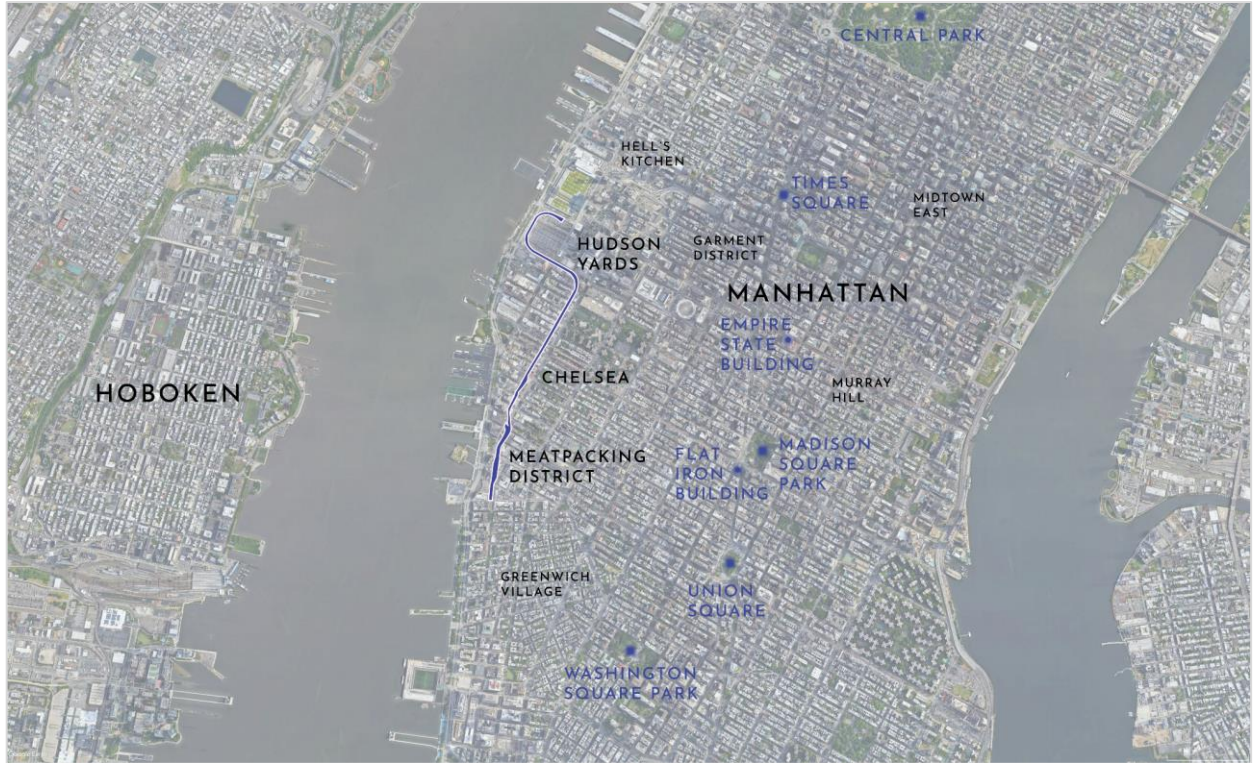 CENTRAL PARK
HELL'S
KITCHEN
TIMES
SQUARE
MIDTOWN
EAST
HUDSON
YARDS
GARMENT
DISTRICT
MANHATTAN
EMPIRE
STATE
BUILDING
CHELSEA
MURRAY
HILL
HOBOKEN
MEATPACKING
DISTRICT
FLAT
IRON
BUILDING
MADISON
SQUARE
PARK
GREENWICH
VILLAGE
UNION
SQUARE
WASHINGTON
SQUARE PARK